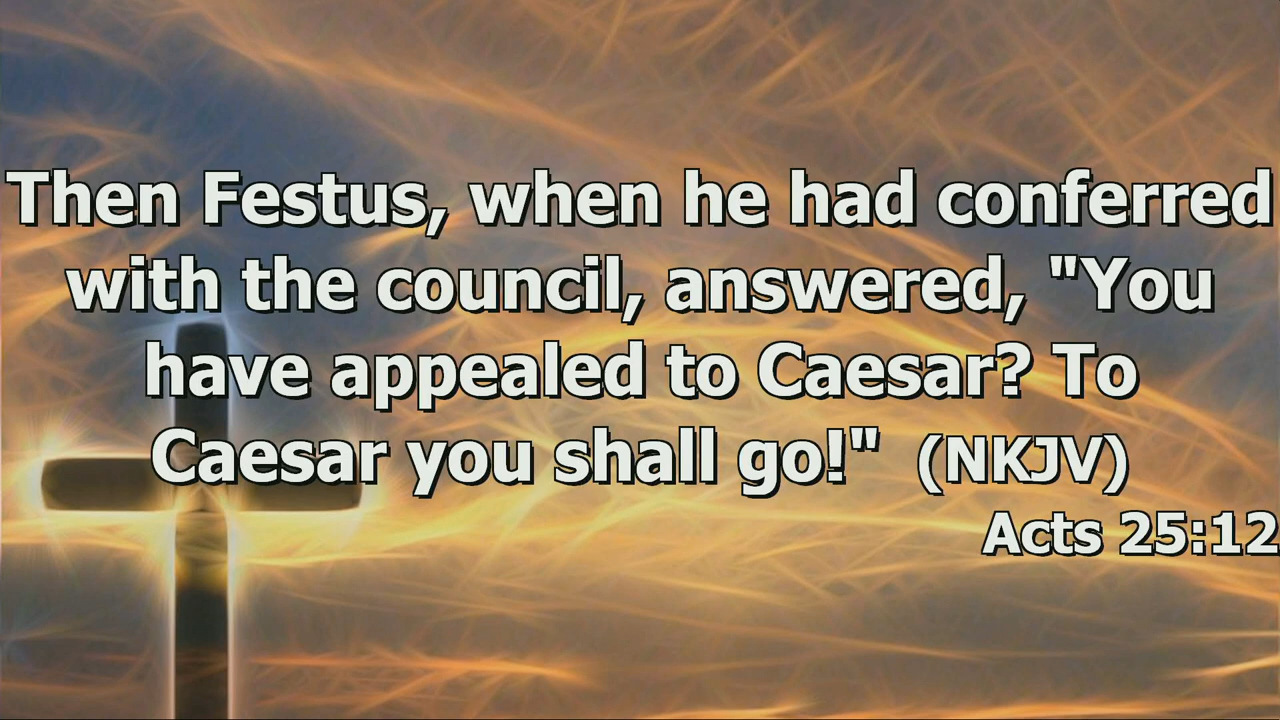 Then Festus, when he had conferred
with the council, answered, "You
have appealed to Caesar? To
Caesar you shall go!" (NKJV)
Acts 25:12